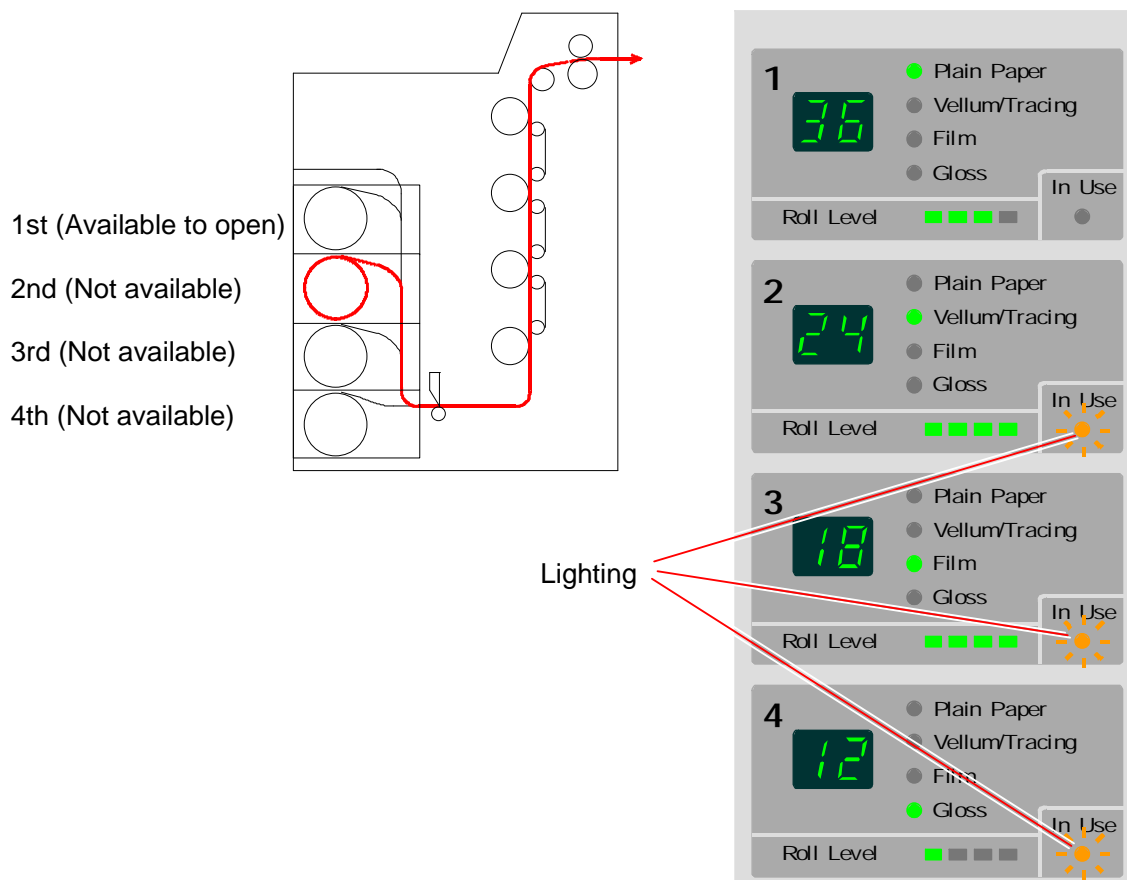 1st (Available to open)
2nd (Not available)
3rd (Not available)
4th (Not available)
Lighting
1
36
Plain Paper
Vellum/Tracing
Film
Gloss
In Use
Roll Level
2
24
Plain Paper
Vellum/Tracing
Film
Gloss
In Use
Roll Level
3
18
Plain Paper
Vellum/Tracing
Film
Gloss
In Use
Roll Level
4
12
Plain Paper
Vellum/Tracing
Film
Gloss
In Use
Roll Level